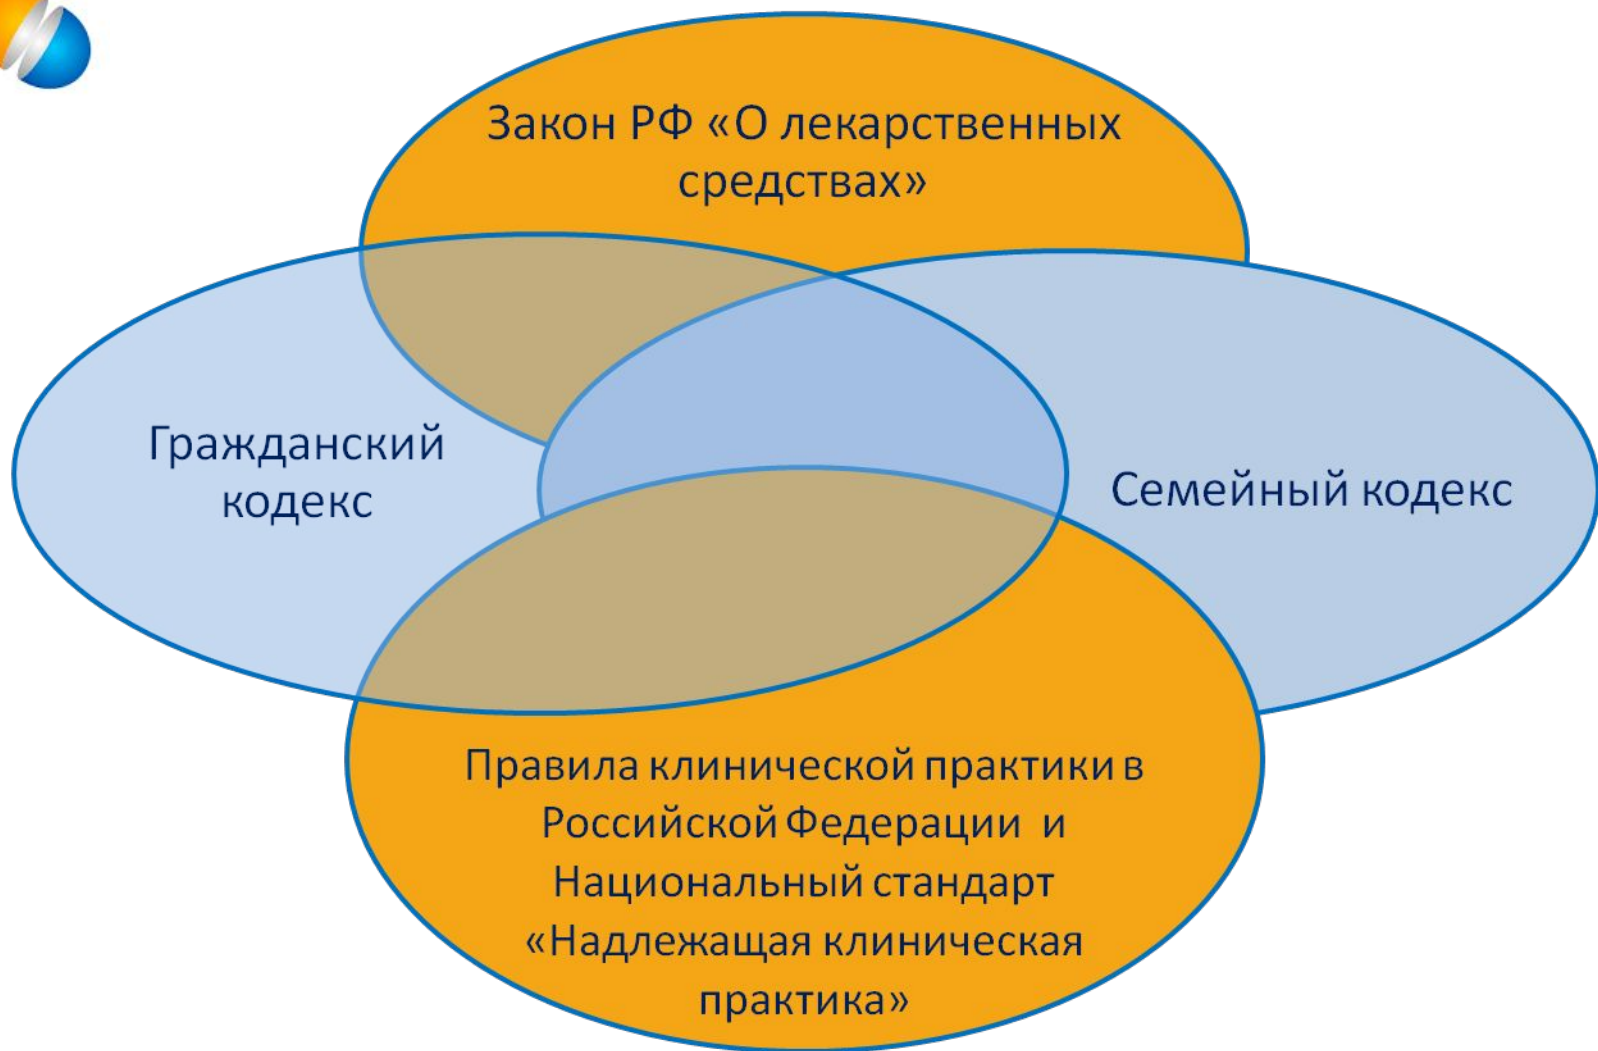 Закон РФ «О лекарственных
средствах»
Гражданский
кодекс
Семейный кодекс
Правила клинической практики в
Российской Федерации и
Национальный стандарт
«Надлежащая клиническая
практика»